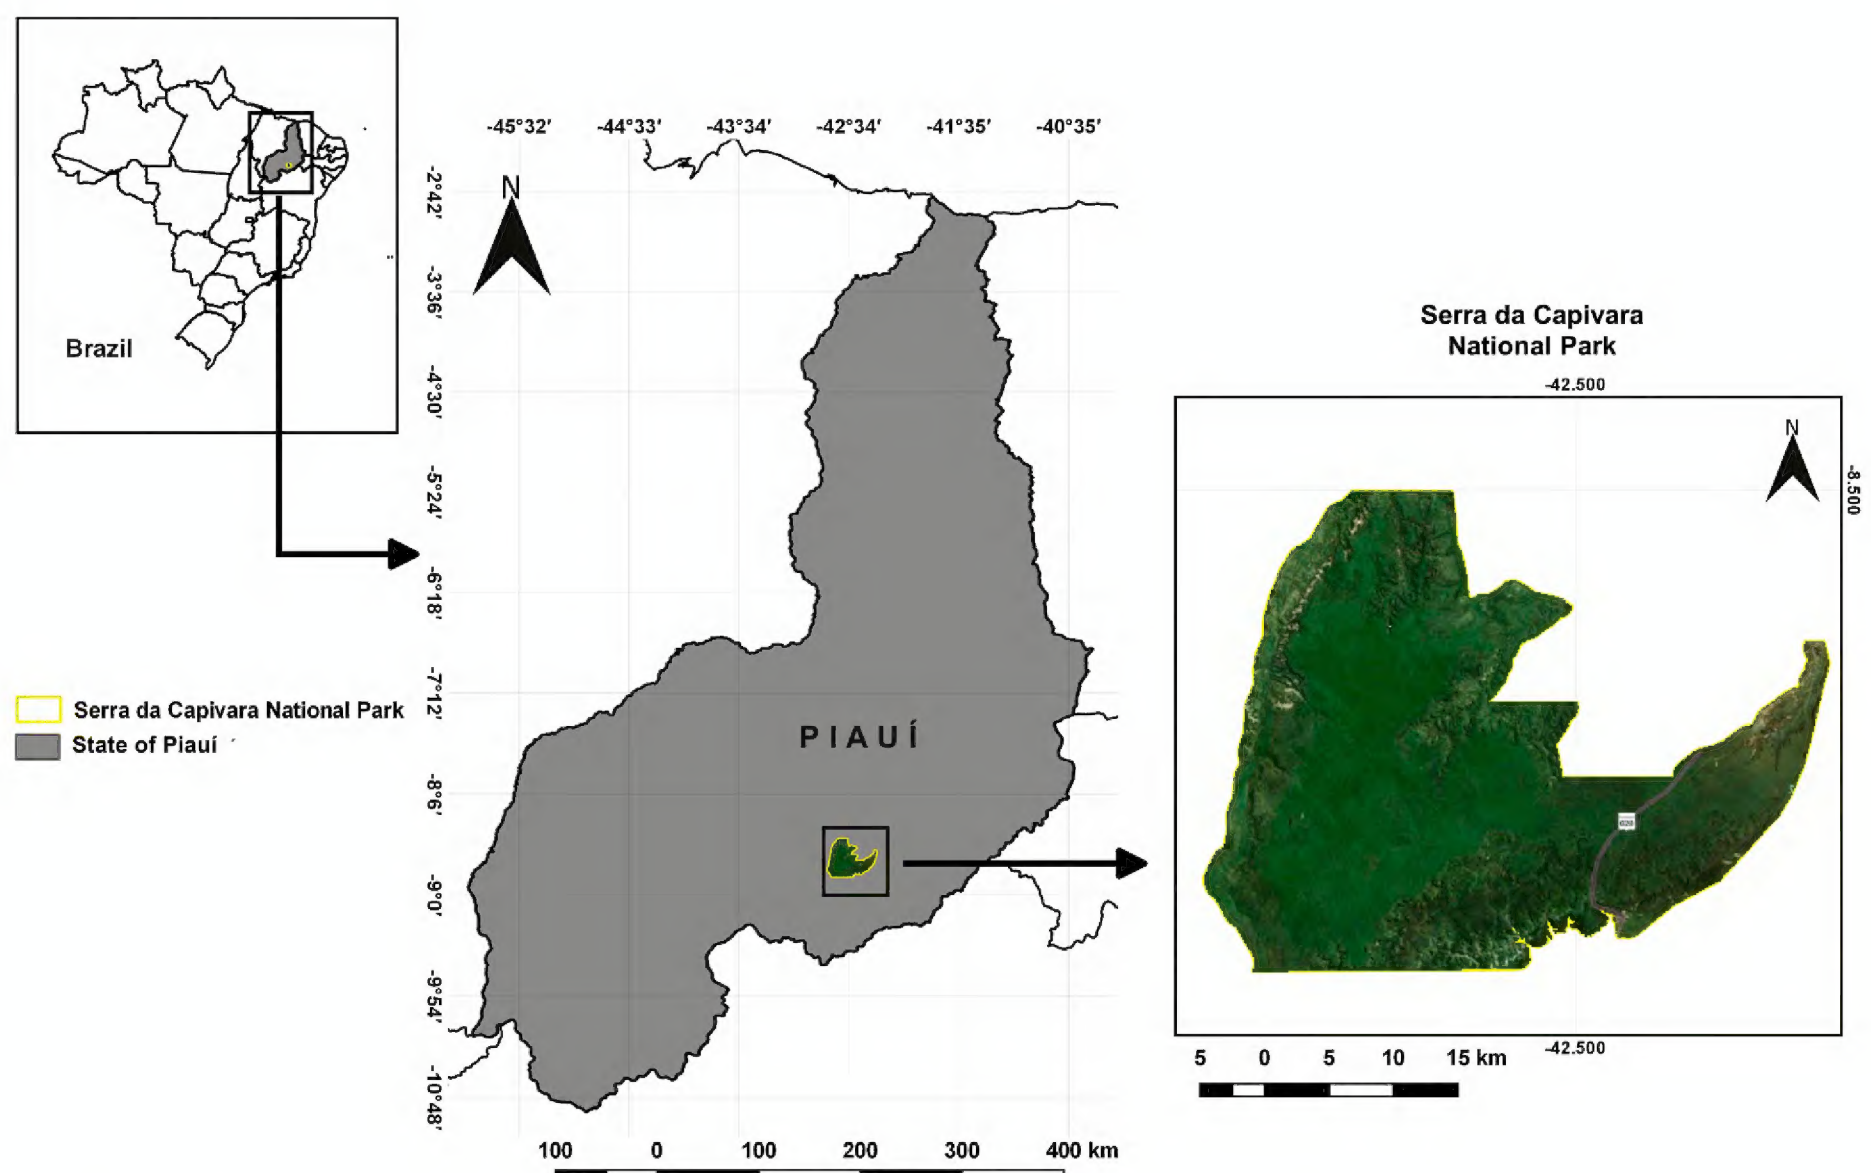 Brazil
-45°32′ -44°33′ -43°34′ -42°34′ -41°35′ -40°35′
-2°42′
-3°36′
-4°30′
-5°24′
-6°18′
-7°12′
-8°6′
-9°0′
-9°54′
-10°48′
N
PIAUÍ
100 0 100 200 300 400 km
Serra da Capivara National Park
State of Piauí
Serra da Capivara
National Park
-42.500
N
-8.500
-42.500
5 0 5 10 15 km